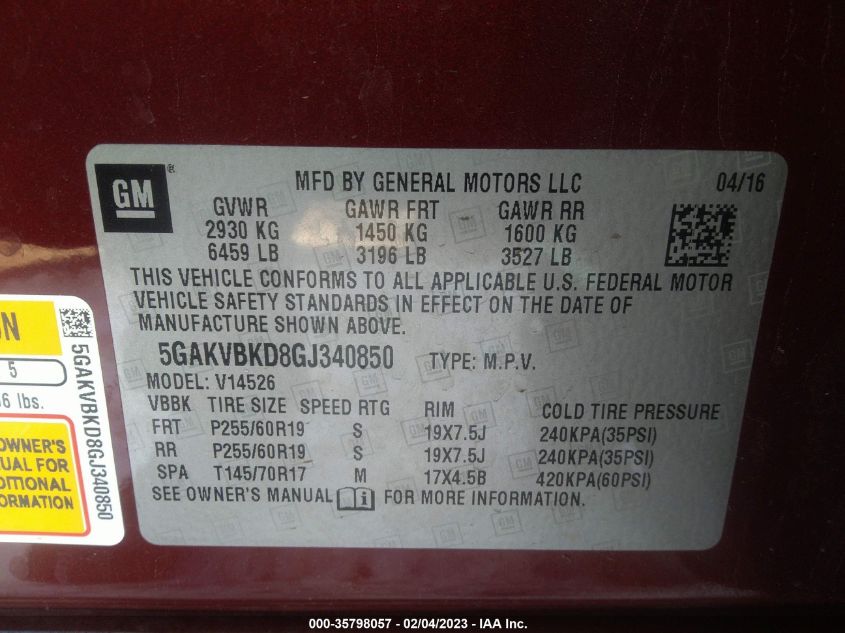 GM ®
MFD BY GENERAL MOTORS LLC 04/16
GVWR GAWR FRT GAWR RR
2930 KG 1450 KG 1600 KG
6459 LB 3196 LB 3527 LB
THIS VEHICLE CONFORMS TO ALL APPLICABLE U.S. FEDERAL MOTOR
VEHICLE SAFETY STANDARDS IN EFFECT ON THE DATE OF
MANUFACTURE SHOWN ABOVE.
5GAKVBKD8GJ340850 TYPE: M.P.V.
MODEL: V14526
VBBK TIRE SIZE SPEED RTG RIM COLD TIRE PRESSURE
FRT P255/60R19 S 19X7.5J 240KPA(35PSI)
RR P255/60R19 S 19X7.5J 240KPA(35PSI)
SPA T145/70R17 M 17X4.5B 420KPA(60PSI)
SEE OWNER'S MANUAL FOR MORE INFORMATION.
5GAKVBKD8GJ340850
5
lbs.
OWNER'S
FOR
000-35798057 - 02/04/2023 - IAA Inc.